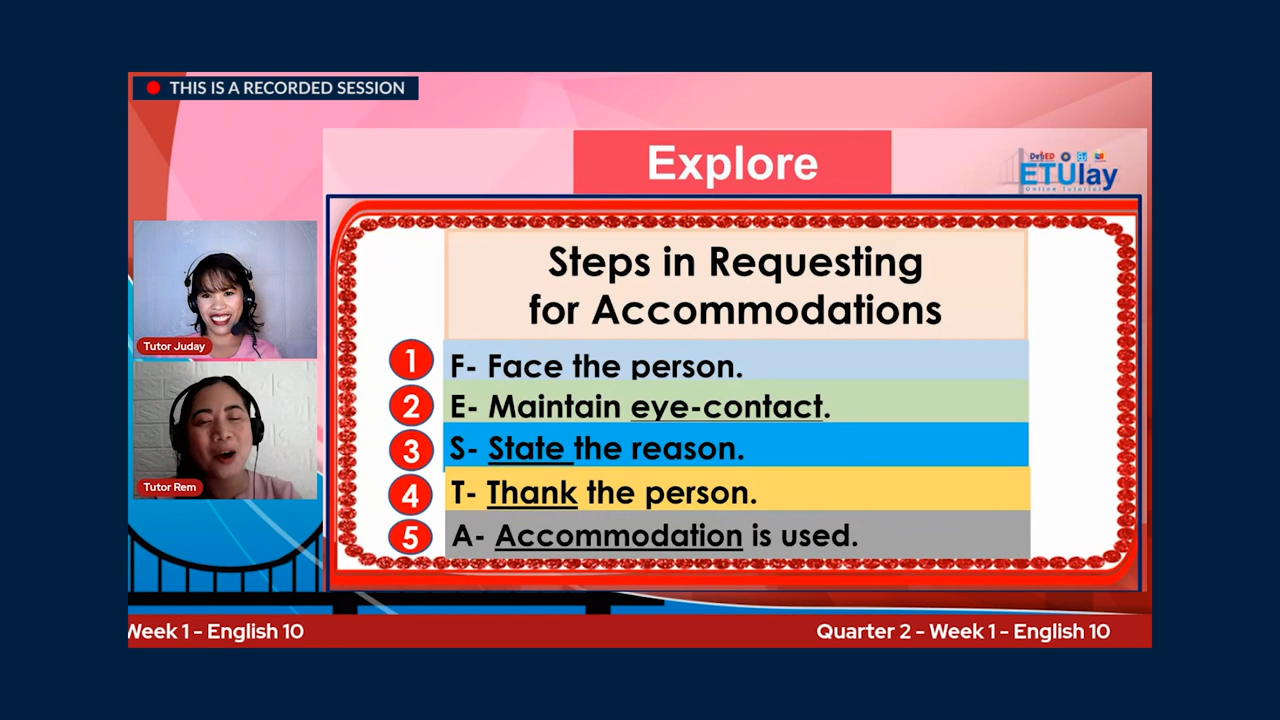 THIS IS A RECORDED SESSION
Explore
DepED
ETUlay
Online Tutorial
Steps in Requesting
for Accommodations
1 F- Face the person.
2 E- Maintain eye-contact.
3 S- State the reason.
4 T- Thank the person.
5 A- Accommodation is used.
Tutor Juday
Tutor Rem
Week 1 - English 10
Quarter 2 - Week 1 - English 10